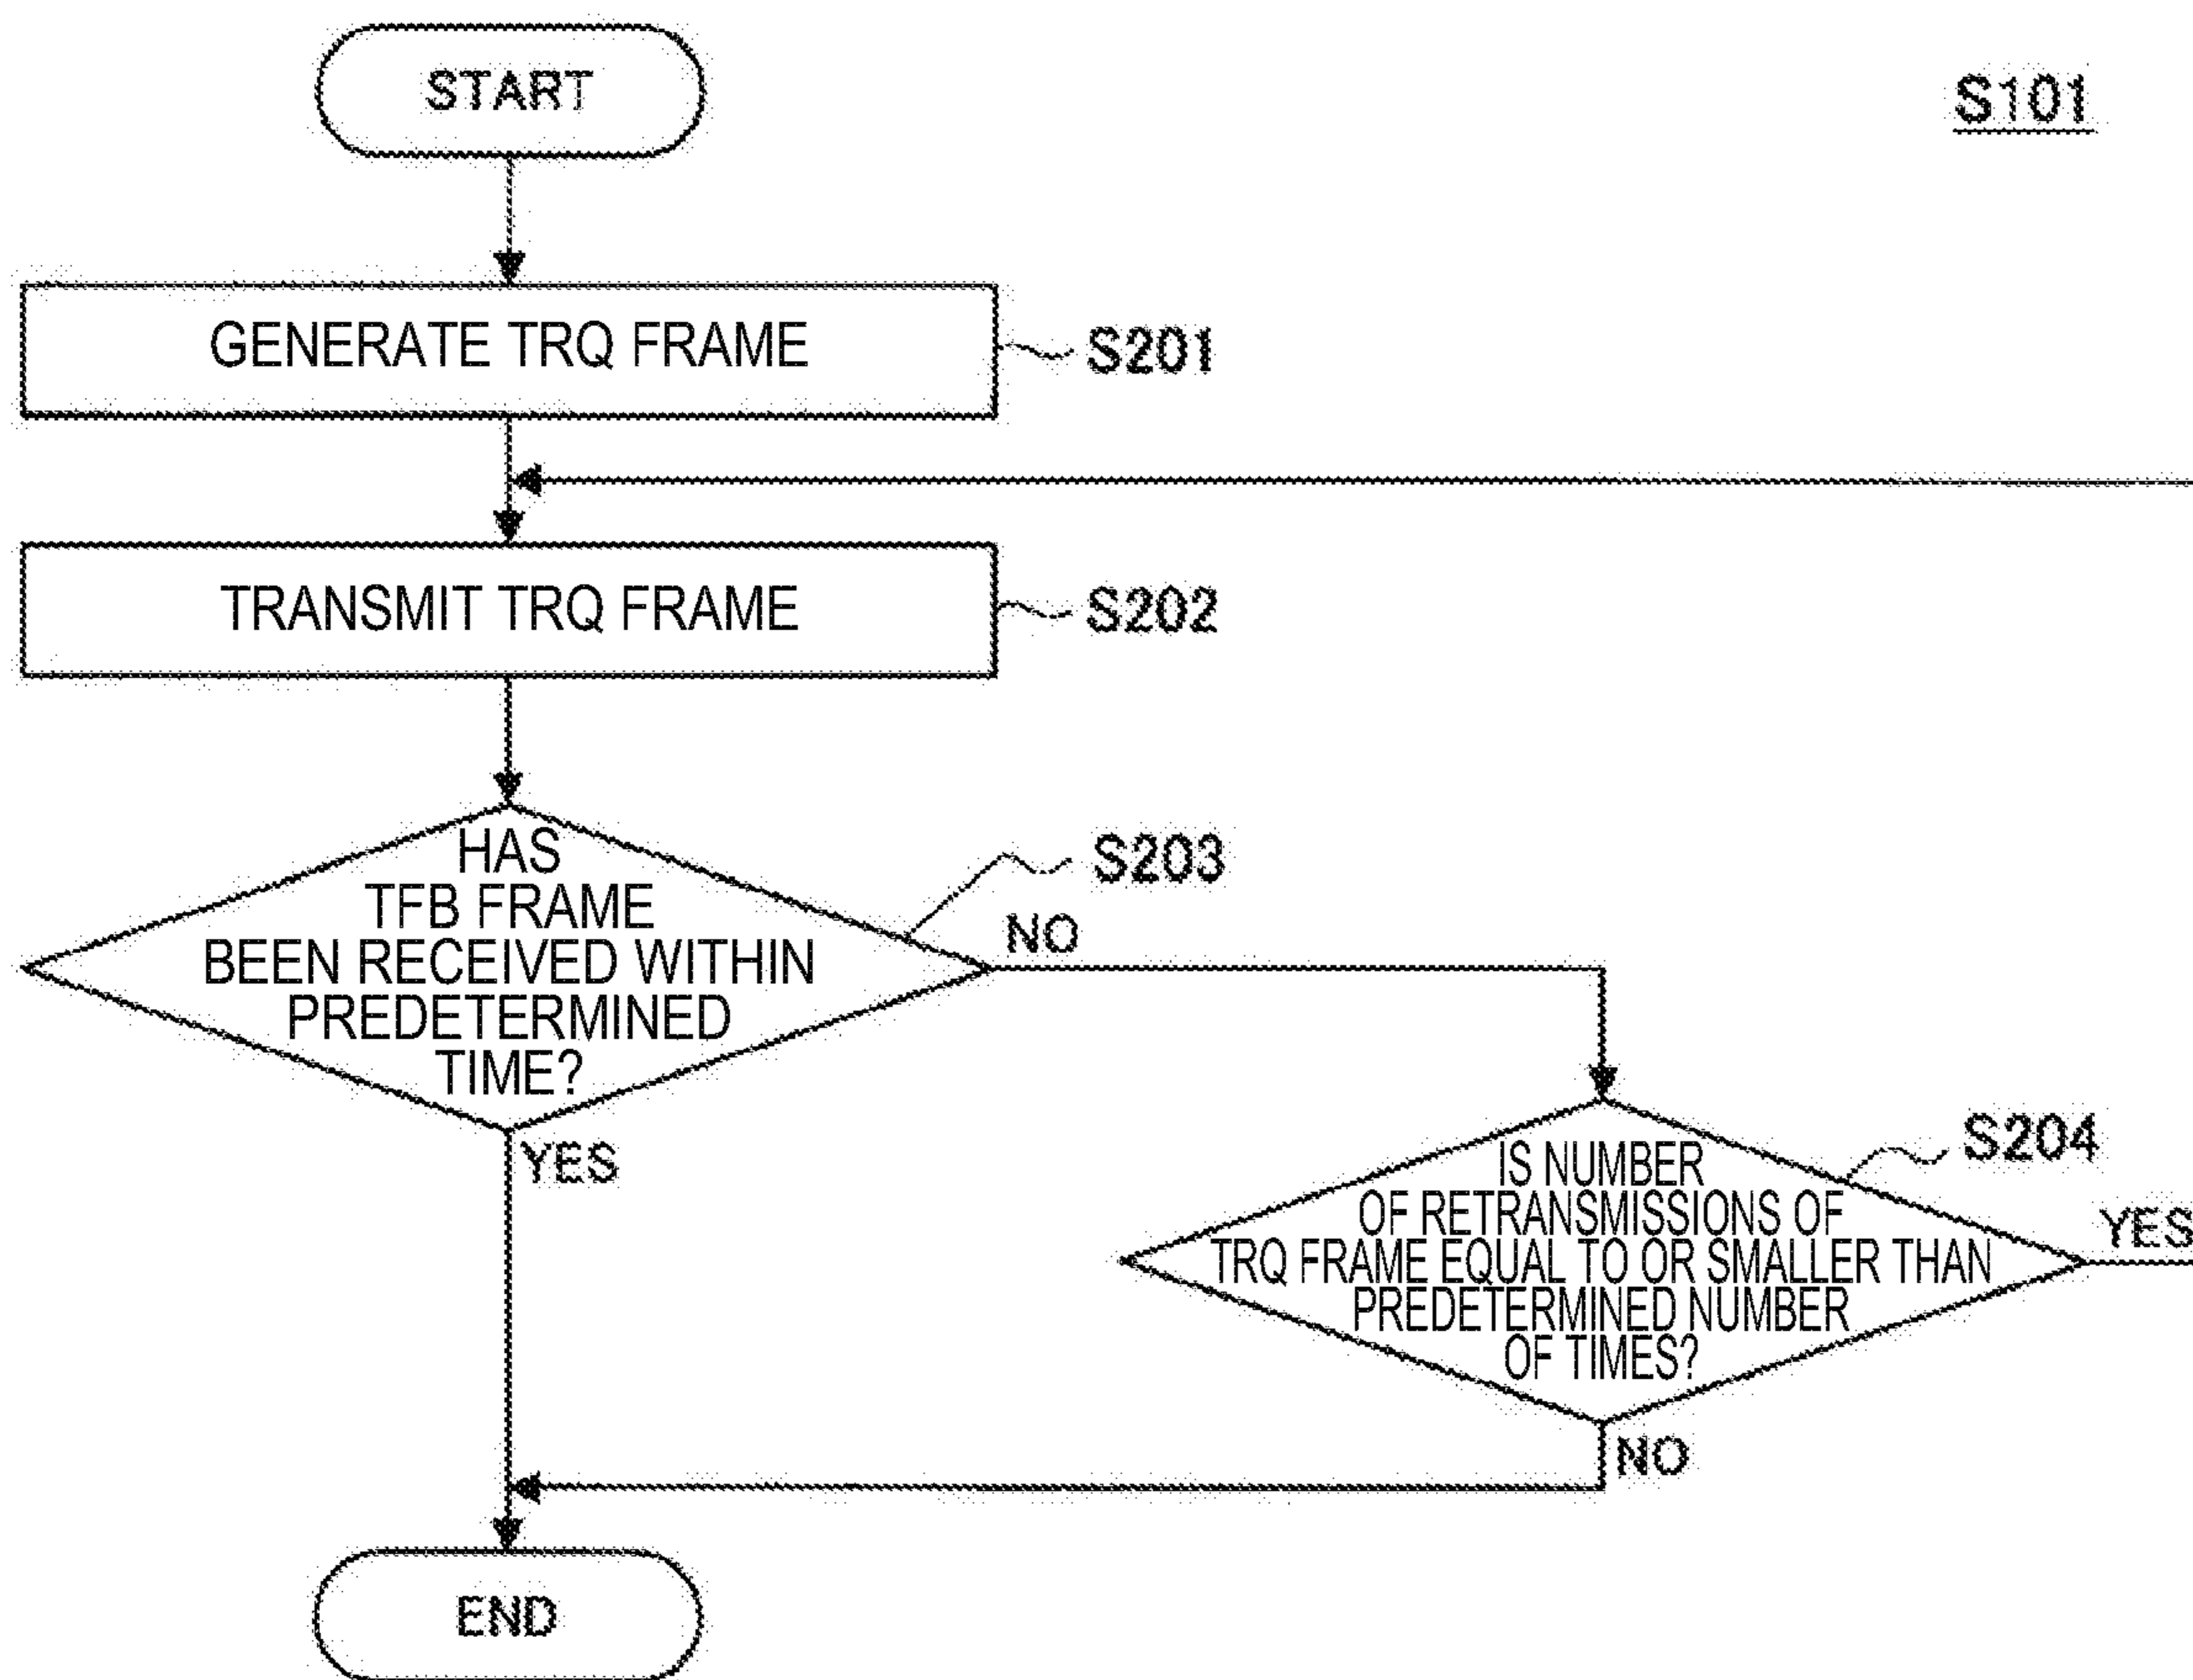 START
S101
GENERATE TRQ FRAME
S201
TRANSMIT TRQ FRAME
S202
HAS
TFB FRAME
BEEN RECEIVED WITHIN
PREDETERMINED
TIME?
S203
NO
YES
IS NUMBER
OF RETRANSMISSIONS OF
TRQ FRAME EQUAL TO OR SMALLER THAN
PREDETERMINED NUMBER
OF TIMES?
S204
YES
NO
END